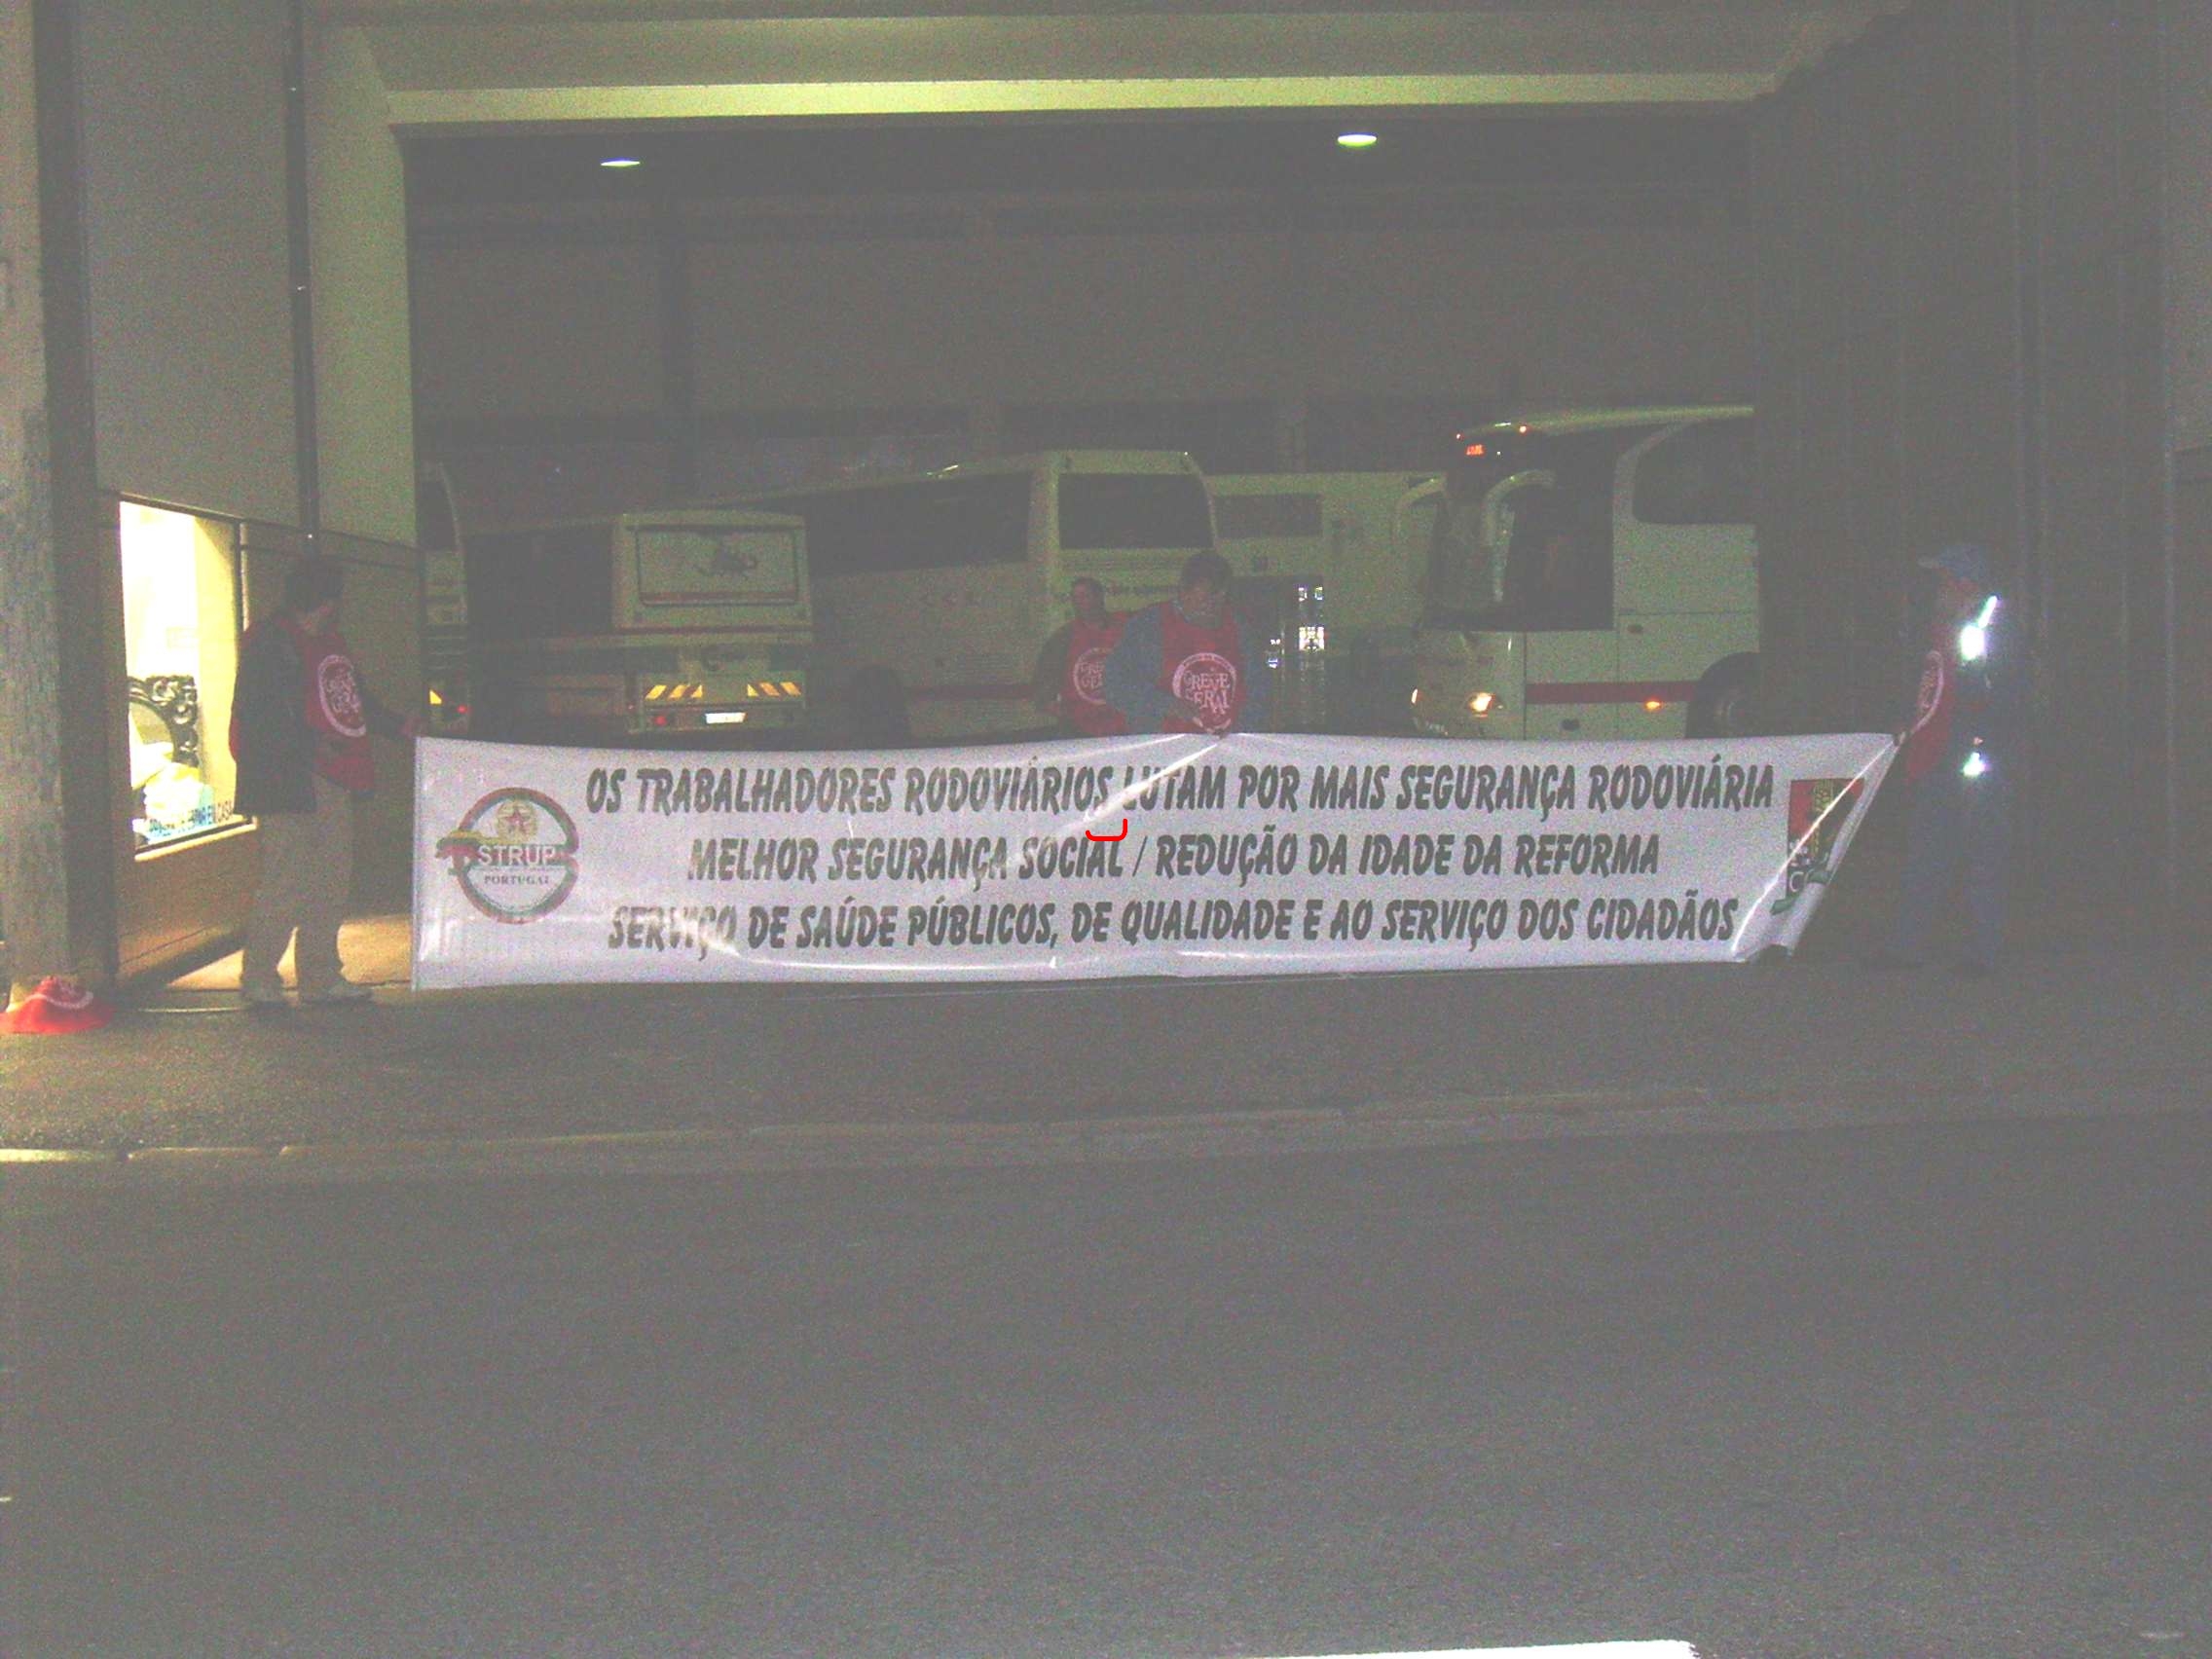 OS TRABALHADORES RODOVIÁRIOS LUTAM POR MAIS SEGURANÇA RODOVIÁRIA
MELHOR SEGURANÇA SOCIAL / REDUÇÃO DA IDADE DA REFORMA
SERVIÇO DE SAÚDE PÚBLICOS, DE QUALIDADE E AO SERVIÇO DOS CIDADÃOS
STRUP
PORTUGAL
GREVE
GERAL